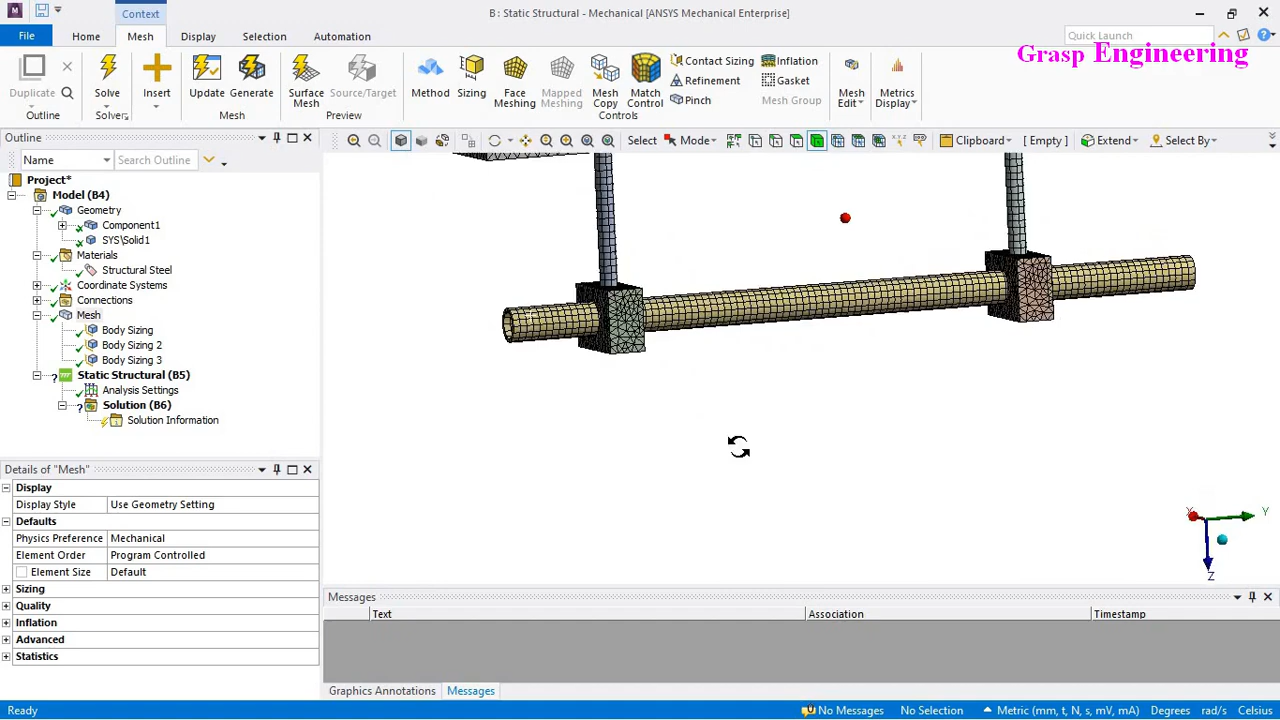 Context
B : Static Structural - Mechanical [ANSYS Mechanical Enterprise]
File
Home
Mesh
Display
Selection
Automation
Quick Launch
Grasp Engineering
Duplicate
Outline
Solve
Solvers
Insert
Update
Generate
Mesh
Surface Mesh
Source/Target
Preview
Method
Sizing
Face Meshing
Mapped Meshing
Mesh Copy
Match Control
Contact Sizing
Refinement
Pinch
Inflation
Gasket
Mesh Group
Controls
Mesh Edit
Metrics Display
Outline
Name
Search Outline
Select
Mode
Clipboard
[ Empty ]
Extend
Select By
Project*
Model (B4)
Geometry
Component1
SYS\Solid1
Materials
Structural Steel
Coordinate Systems
Connections
Mesh
Body Sizing
Body Sizing 2
Body Sizing 3
Static Structural (B5)
Analysis Settings
Solution (B6)
Solution Information
Details of "Mesh"
Display
Display Style Use Geometry Setting
Defaults
Physics Preference Mechanical
Element Order Program Controlled
Element Size Default
Sizing
Quality
Inflation
Advanced
Statistics
X
Y
Z
Messages
Text Association Timestamp
Graphics Annotations Messages
Ready
No Messages
No Selection
Metric (mm, t, N, s, mV, mA)
Degrees
rad/s
Celsius